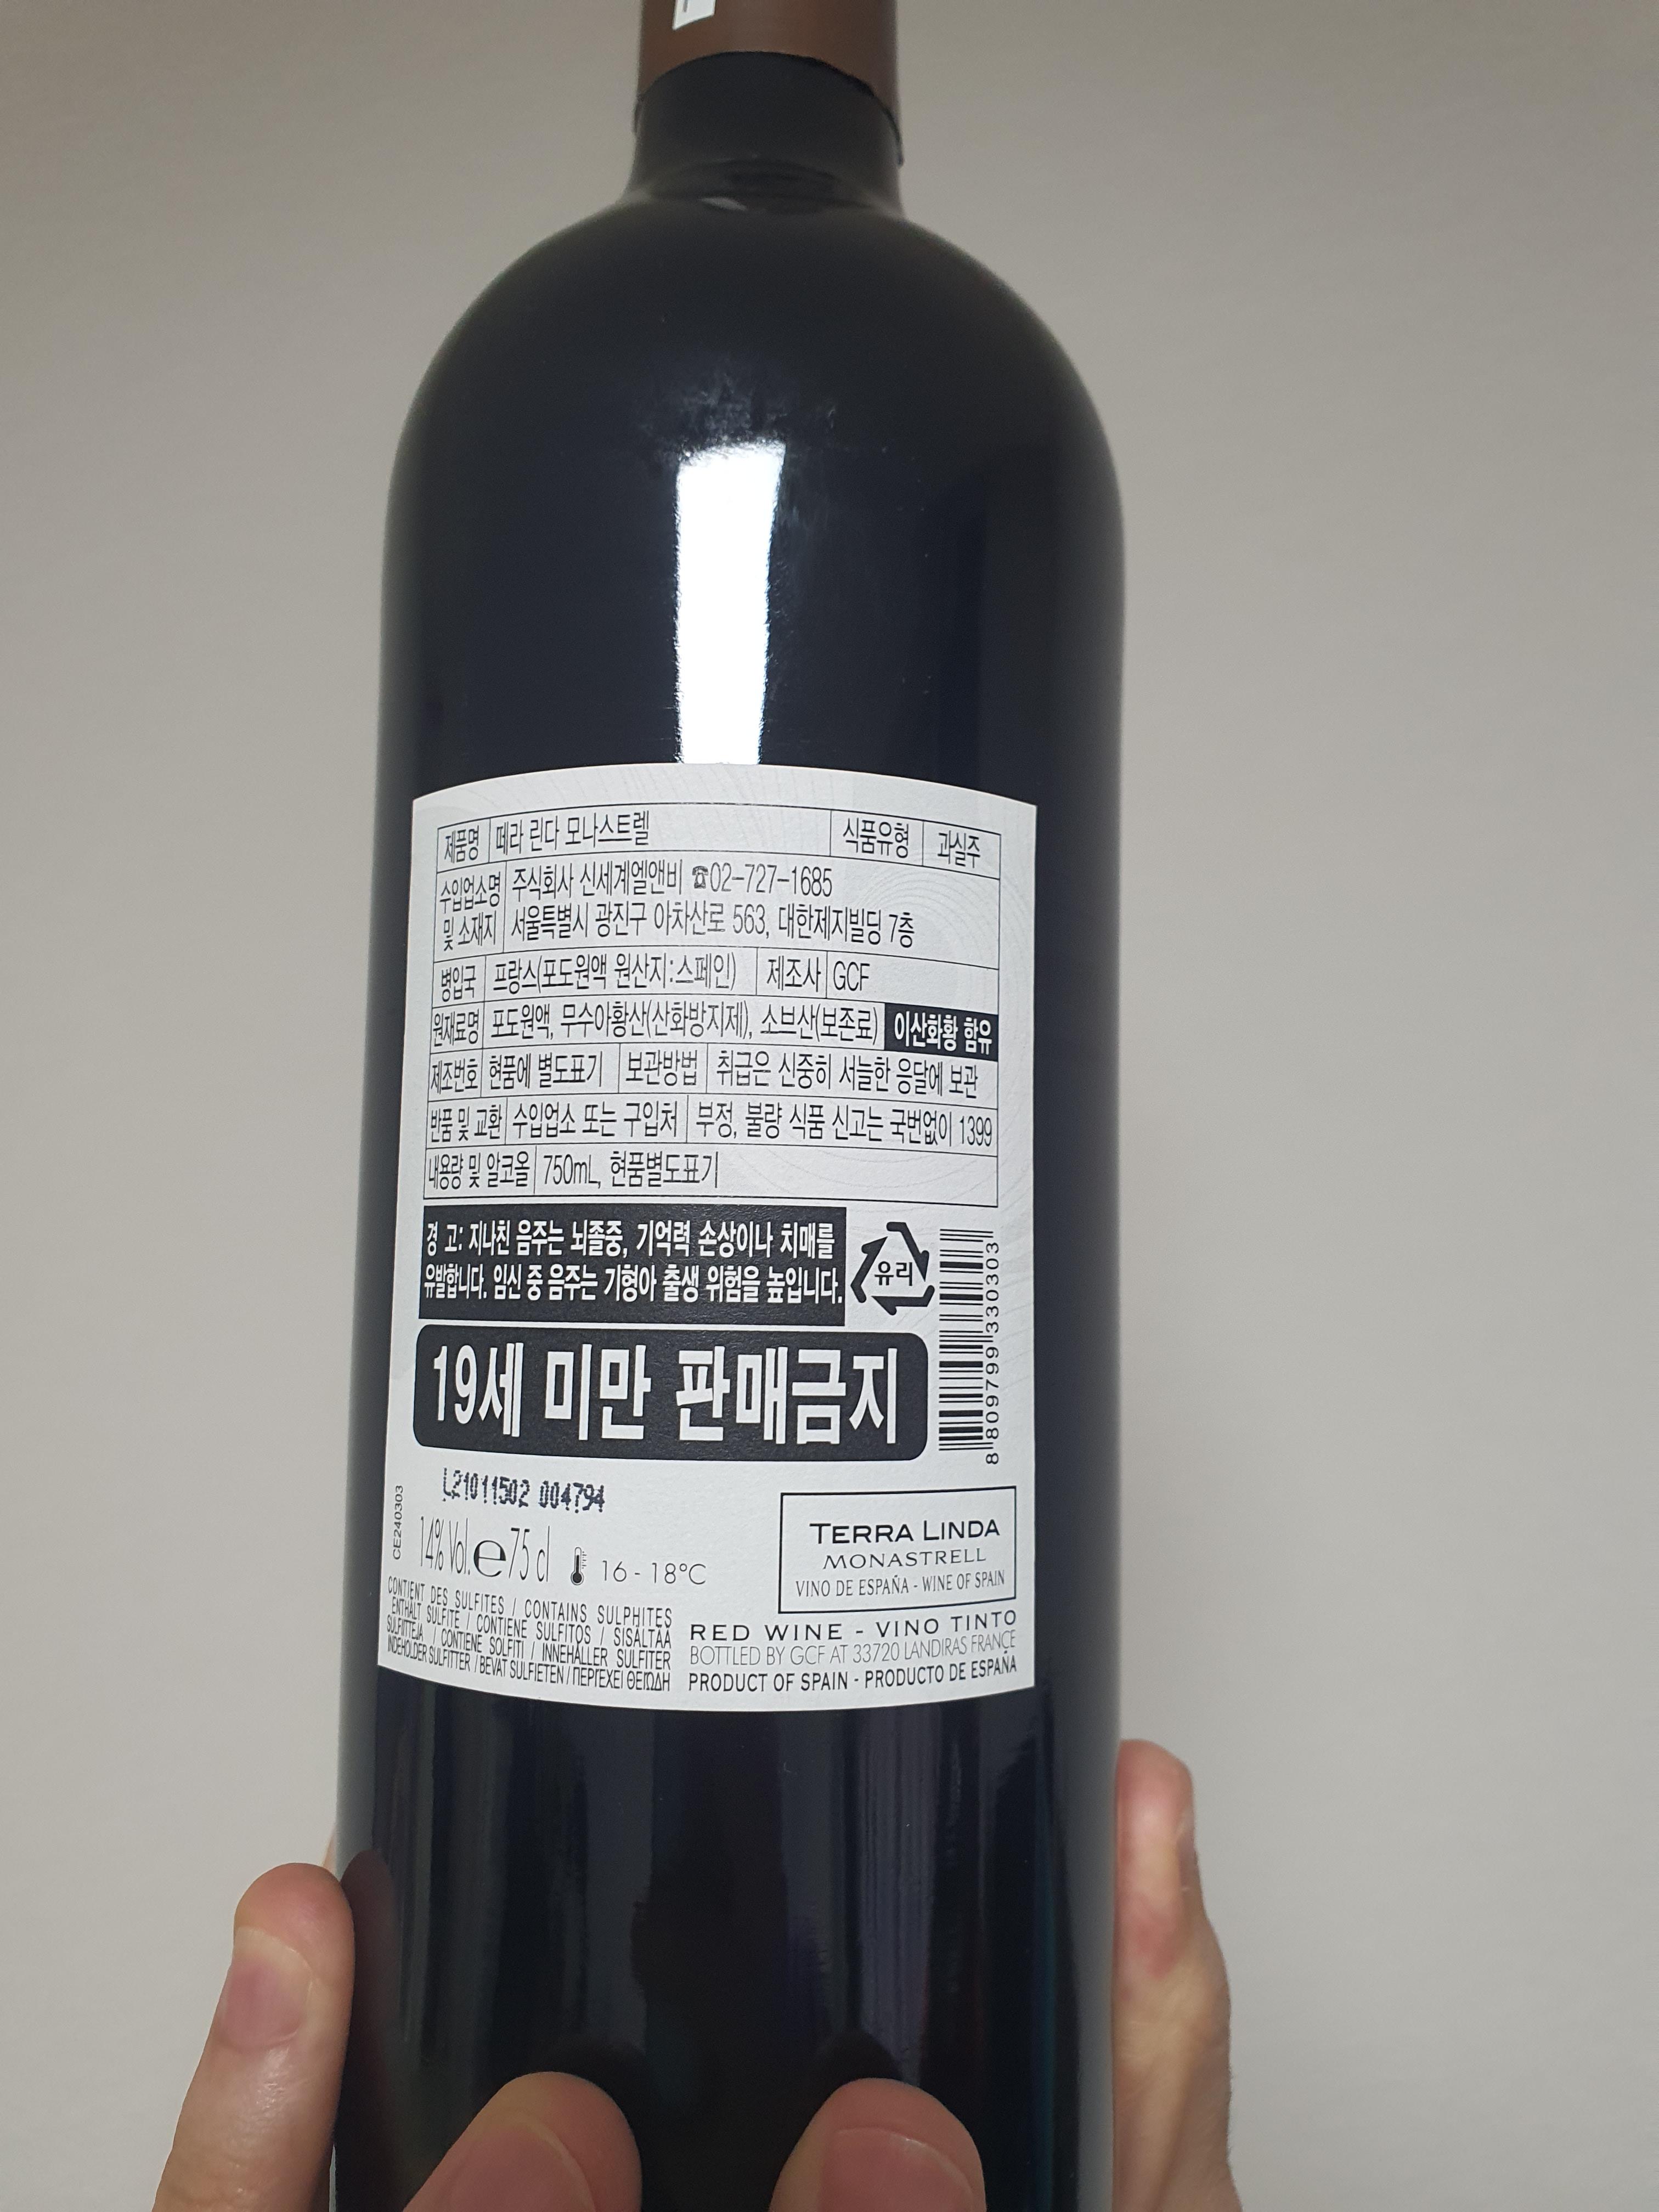 제품명 떼라 린다 모나스트렐 식품유형 과실주
수입업소명 주식회사 신세계엘앤비 ☎02-727-1685
및 소재지 서울특별시 광진구 아차산로 563, 대한제지빌딩 7층
병입국 프랑스(포도원액 원산지:스페인) 제조사 GCF
원재료명 포도원액, 무수아황산(산화방지제), 소브산(보존료) 이산화황 함유
제조번호 현품에 별도표기 보관방법 취급은 신중히 서늘한 응달에 보관
반품 및 교환 수입업소 또는 구입처 부정, 불량 식품 신고는 국번없이 1399
내용량 및 알코올 750mL, 현품별도표기
경 고: 지나친 음주는 뇌졸중, 기억력 손상이나 치매를
유발합니다. 임신 중 음주는 기형아 출생 위험을 높입니다.
유리
8809799330303
19세 미만 판매금지
L21011502 004794
CE240303
14% Vol. e 75 cl 16 - 18°C
TERRA LINDA
MONASTRELL
VINO DE ESPAÑA - WINE OF SPAIN
CONTIENT DES SULFITES / CONTAINS SULPHITES
ENTHÄLT SULFITE / CONTIENE SULFITOS / SISÄLTÄÄ
SULFIITTEJA / CONTIENE SOLFITI / INNEHÅLLER SULFITER
INDEHOLDER SULFITTER / BEVAT SULFIETEN / ΠΕΡΙΈΧΕΙ ΘΕΙΏΔΗ
RED WINE - VINO TINTO
BOTTLED BY GCF AT 33720 LANDIRAS FRANCE
PRODUCT OF SPAIN - PRODUCTO DE ESPAÑA